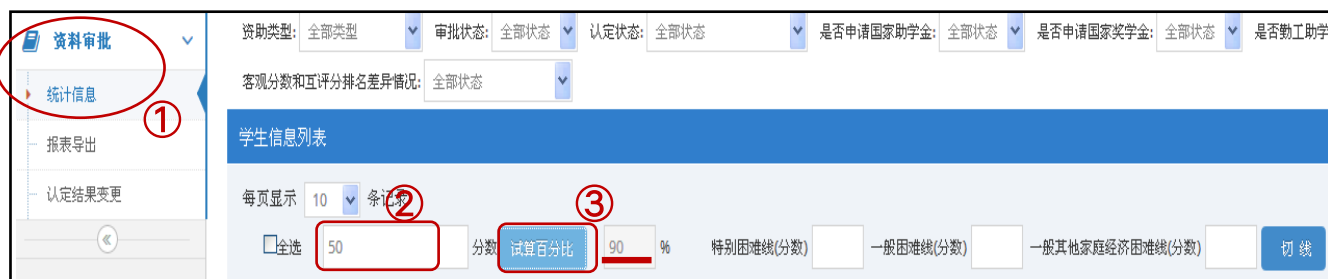 资料审批
统计信息
①
报表导出
认定结果变更
资助类型: 全部类型 审批状态: 全部状态 认定状态: 全部状态 是否申请国家助学金: 全部状态 是否申请国家奖学金: 全部状态 是否勤工助学
客观分数和互评分排名差异情况: 全部状态
学生信息列表
每页显示 10 条记录
② ③
全选 50 分数 试算百分比 90 % 特别困难线(分数) 一般困难线(分数) 一般其他家庭经济困难线(分数) 切 线